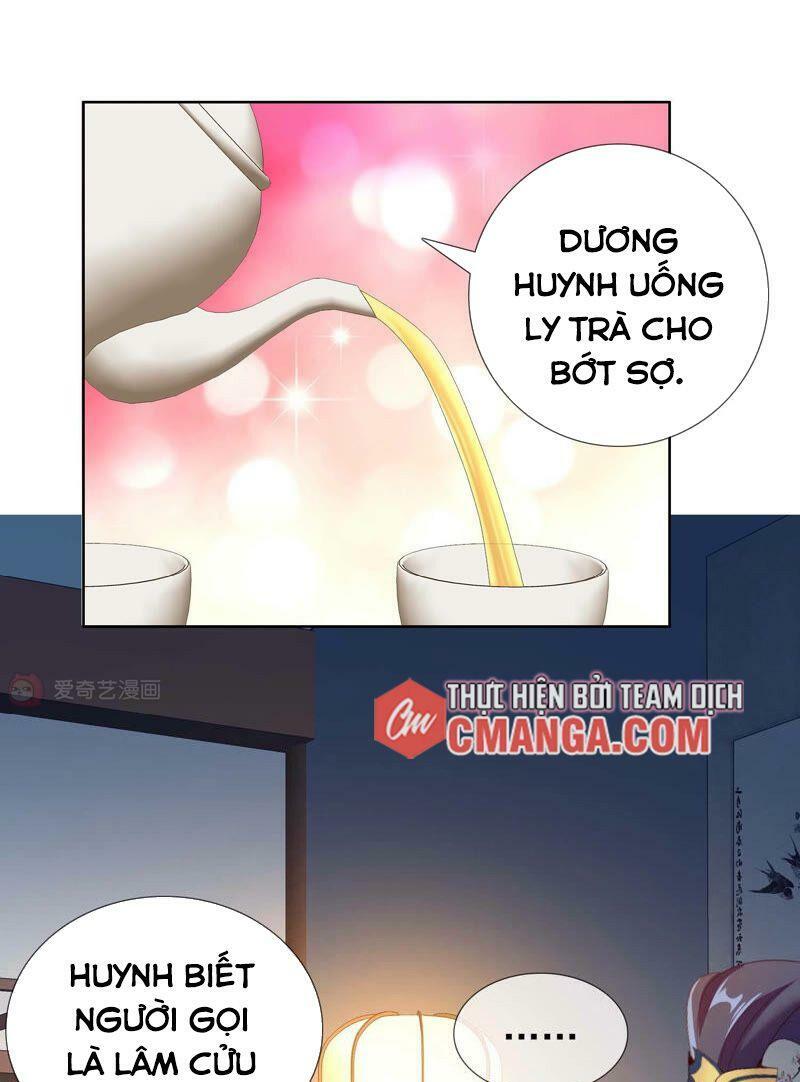 DƯƠNG
HUYNH UỐNG
LY TRÀ CHO
BỚT SỢ.
爱奇艺漫画
CM
THỰC HIỆN BỞI TEAM DỊCH
CMANGA.COM
HUYNH BIẾT
NGƯỜI GỌI
LÀ LÂM CỬU
......